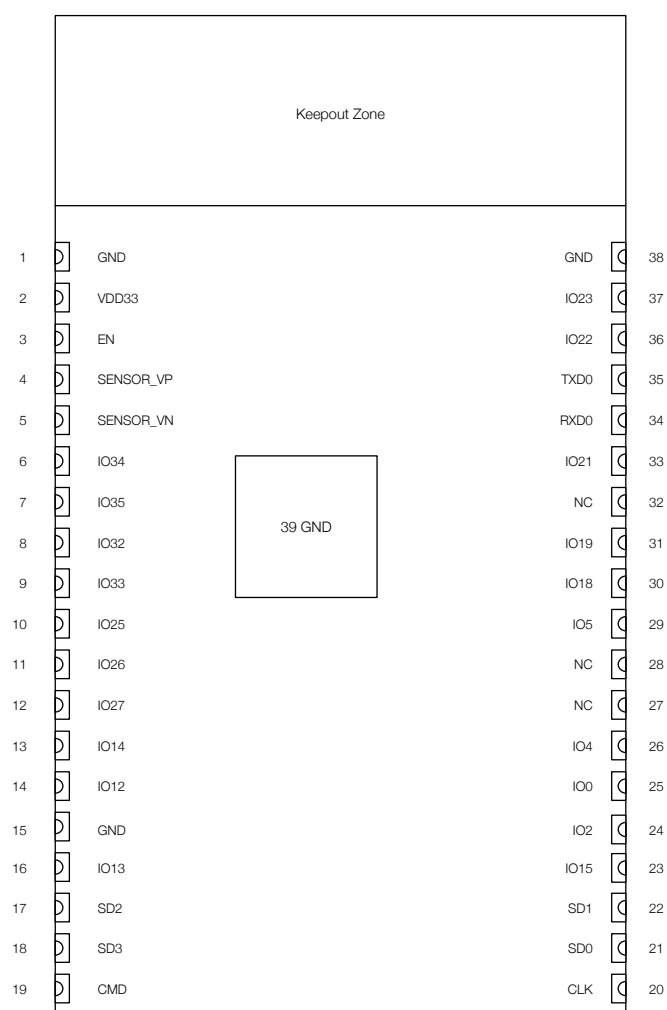 Keepout Zone
1 GND GND 38
2 VDD33 IO23 37
3 EN IO22 36
4 SENSOR_VP TXD0 35
5 SENSOR_VN RXD0 34
6 IO34 IO21 33
7 IO35 NC 32
39 GND
8 IO32 IO19 31
9 IO33 IO18 30
10 IO25 IO5 29
11 IO26 NC 28
12 IO27 NC 27
13 IO14 IO4 26
14 IO12 IO0 25
15 GND IO2 24
16 IO13 IO15 23
17 SD2 SD1 22
18 SD3 SD0 21
19 CMD CLK 20